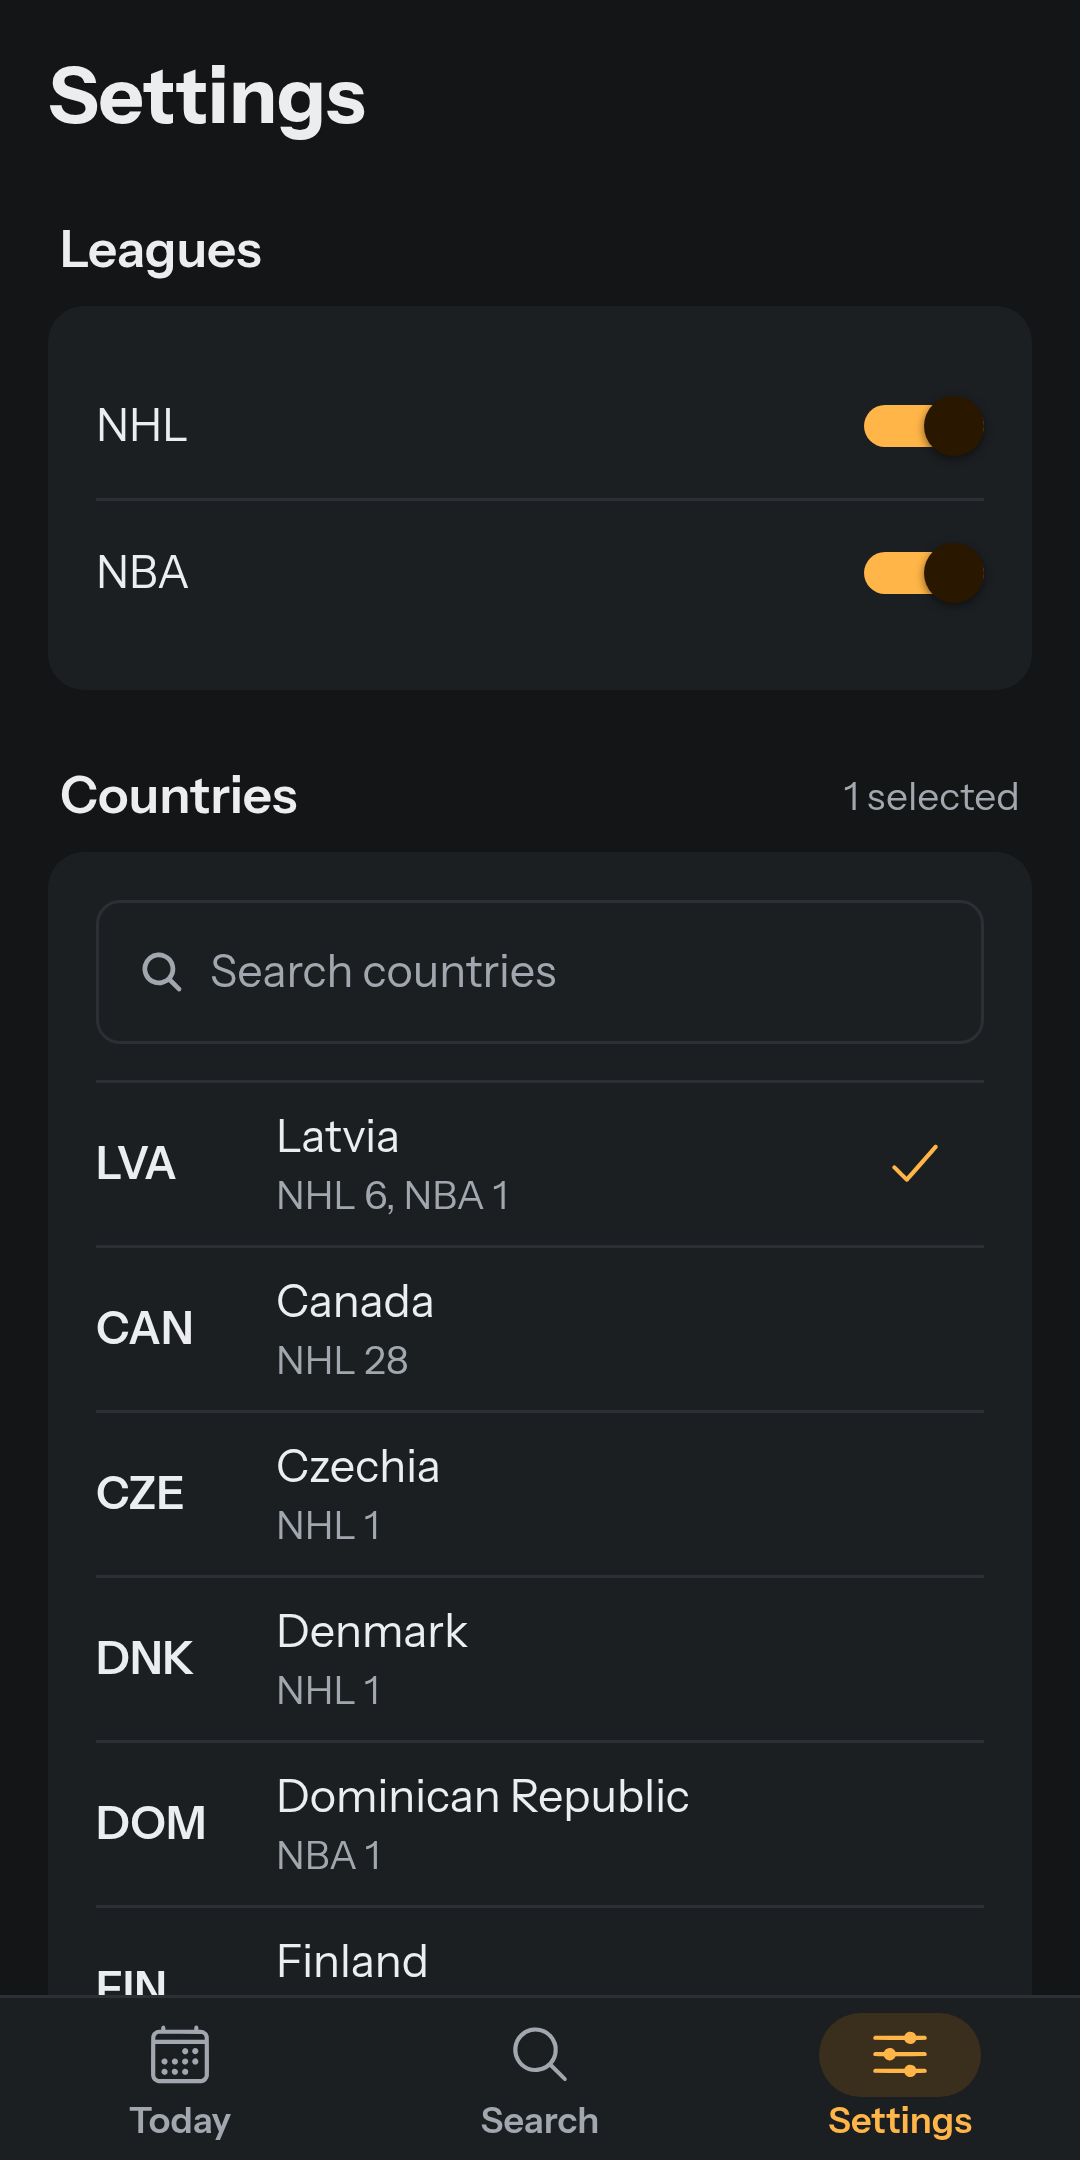 Settings
Leagues
NHL
NBA
Countries
1 selected
Search countries
LVA
Latvia
NHL 6, NBA 1
CAN
Canada
NHL 28
CZE
Czechia
NHL 1
DNK
Denmark
NHL 1
DOM
Dominican Republic
NBA 1
FIN
Finland
Today
Search
Settings